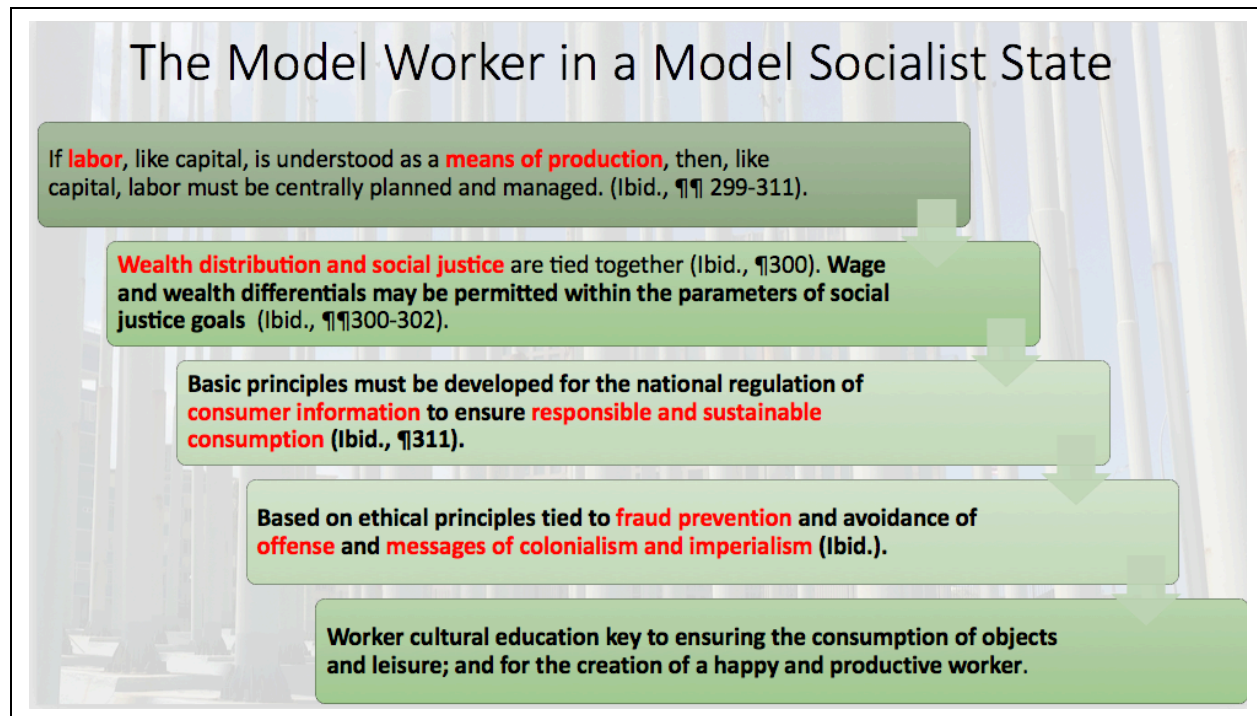 The Model Worker in a Model Socialist State
If labor, like capital, is understood as a means of production, then, like
capital, labor must be centrally planned and managed. (Ibid., ¶¶ 299-311).
Wealth distribution and social justice are tied together (Ibid., ¶300). Wage
and wealth differentials may be permitted within the parameters of social
justice goals (Ibid., ¶¶300-302).
Basic principles must be developed for the national regulation of
consumer information to ensure responsible and sustainable
consumption (Ibid., ¶311).
Based on ethical principles tied to fraud prevention and avoidance of
offense and messages of colonialism and imperialism (Ibid.).
Worker cultural education key to ensuring the consumption of objects
and leisure; and for the creation of a happy and productive worker.